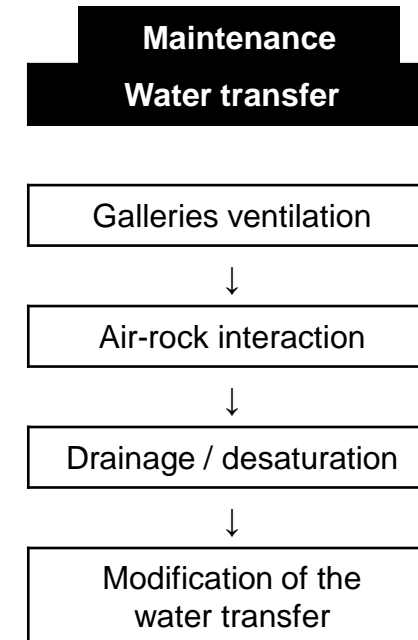 Maintenance
Water transfer
Galleries ventilation
↓
Air-rock interaction
↓
Drainage / desaturation
↓
Modification of the
water transfer